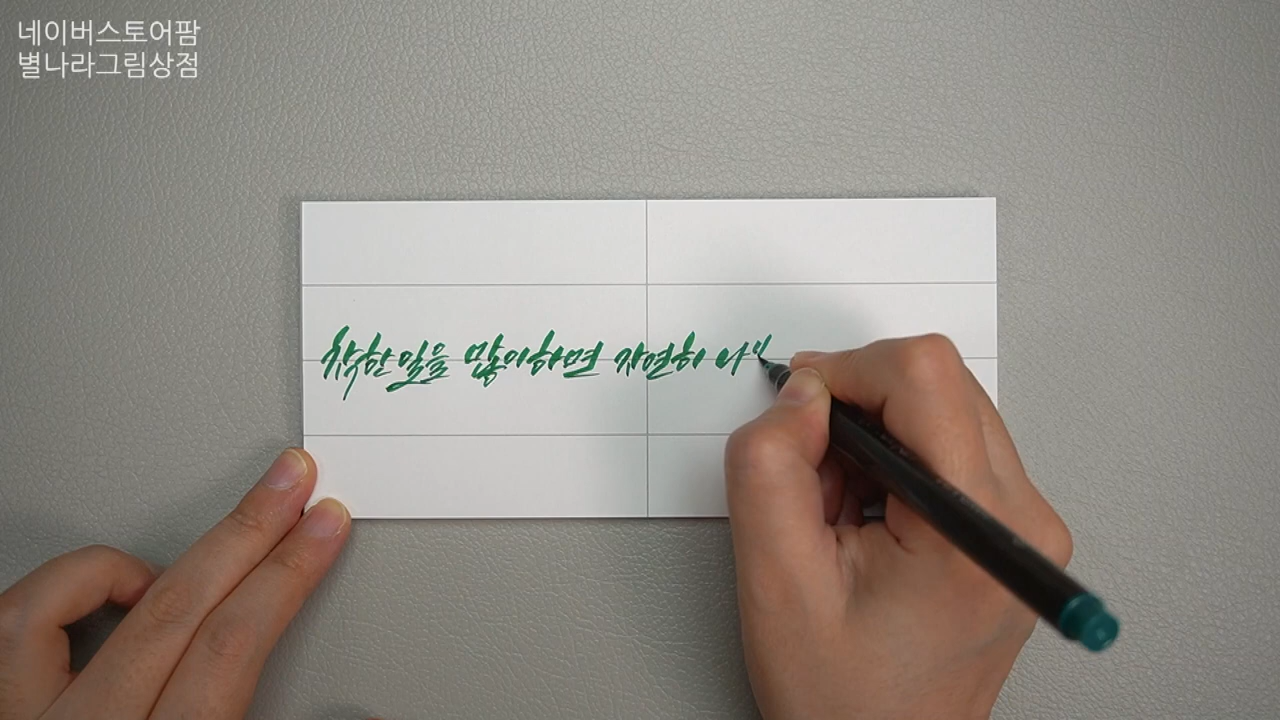 네이버스토어팜
별나라그림상점
착한일을 많이하면 자연히 나